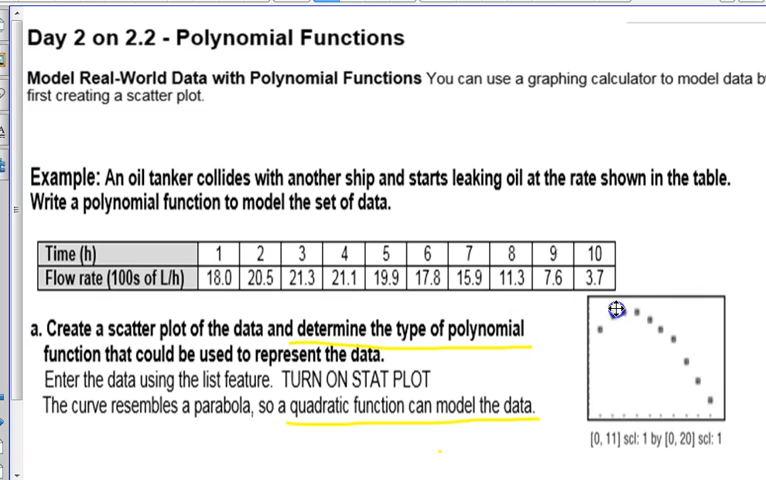 Day 2 on 2.2 - Polynomial Functions
Model Real-World Data with Polynomial Functions You can use a graphing calculator to model data b
first creating a scatter plot.
Example: An oil tanker collides with another ship and starts leaking oil at the rate shown in the table.
Write a polynomial function to model the set of data.
Time (h) 1 2 3 4 5 6 7 8 9 10
Flow rate (100s of L/h) 18.0 20.5 21.3 21.1 19.9 17.8 15.9 11.3 7.6 3.7
a. Create a scatter plot of the data and determine the type of polynomial
function that could be used to represent the data.
Enter the data using the list feature. TURN ON STAT PLOT
The curve resembles a parabola, so a quadratic function can model the data.
[0, 11] scl: 1 by [0, 20] scl: 1